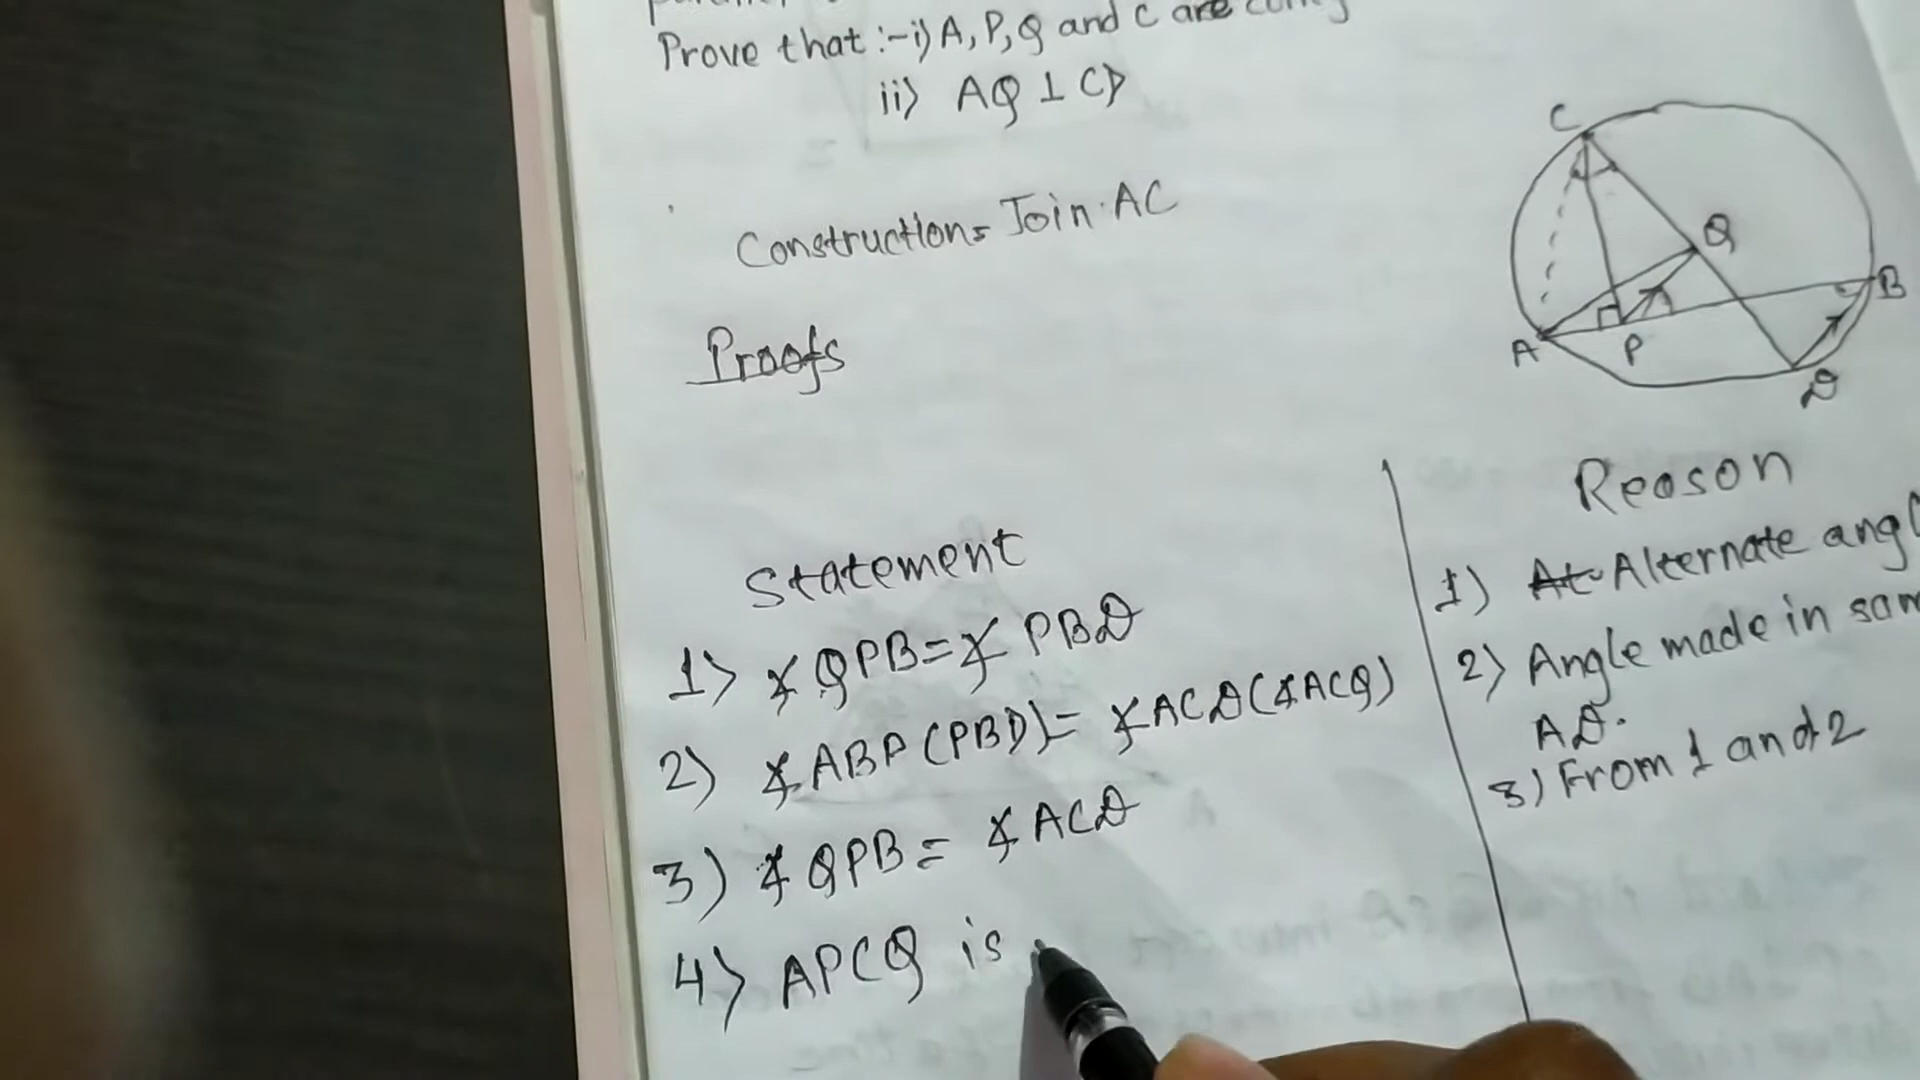 Prove that :- i) A, P, Q and C are
ii) AQ ⊥ CD
Construction= Join AC
Proofs
C
Q
B
A
P
D
Statement
Reason
1) ∡ QPB = ∡ PBD
1) At Alternate angl
2) ∡ ABP (PBD) = ∡ ACD (∡ACQ)
2) Angle made in sam
AD.
3) ∡ QPB = ∡ ACD
3) From 1 and 2
4) APCQ is